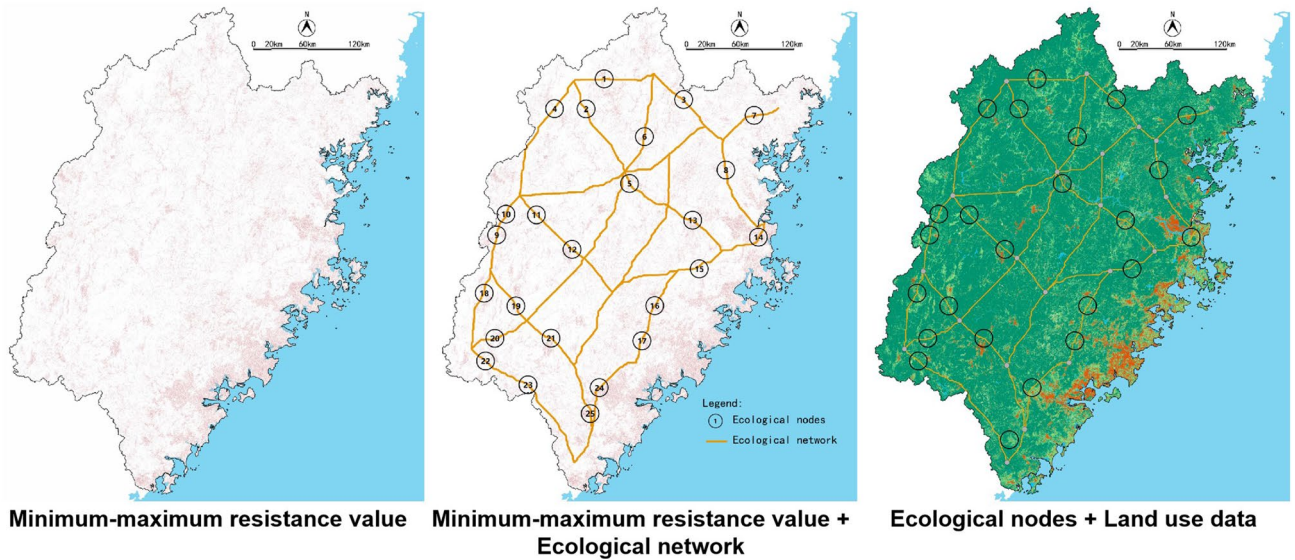 N
0 20km 60km 120km
N
0 20km 60km 120km
N
0 20km 60km 120km
1
3
4
2
7
6
8
5
10
11
13
9
14
12
15
18
19
16
20
21
17
22
23
24
25
Legend:
1 Ecological nodes
Ecological network
Minimum-maximum resistance value
Minimum-maximum resistance value +
Ecological network
Ecological nodes + Land use data